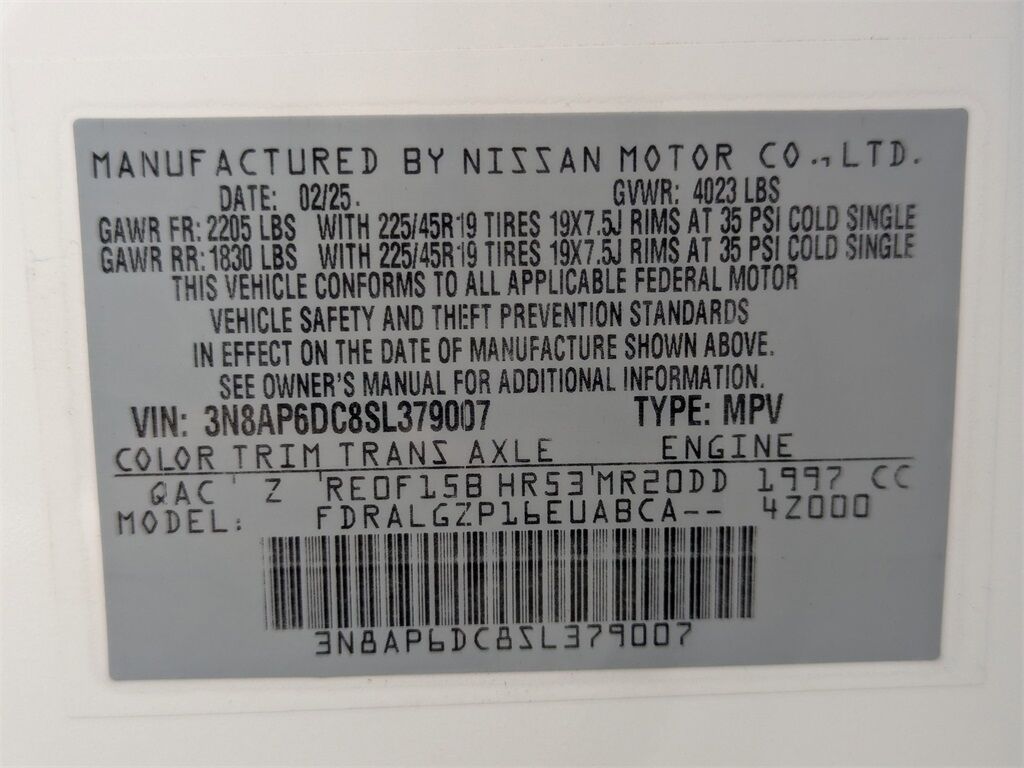 MANUFACTURED BY NISSAN MOTOR CO., LTD.
DATE: 02/25. GVWR: 4023 LBS
GAWR FR: 2205 LBS WITH 225/45R19 TIRES 19X7.5J RIMS AT 35 PSI COLD SINGLE
GAWR RR: 1830 LBS WITH 225/45R19 TIRES 19X7.5J RIMS AT 35 PSI COLD SINGLE
THIS VEHICLE CONFORMS TO ALL APPLICABLE FEDERAL MOTOR
VEHICLE SAFETY AND THEFT PREVENTION STANDARDS
IN EFFECT ON THE DATE OF MANUFACTURE SHOWN ABOVE.
SEE OWNER'S MANUAL FOR ADDITIONAL INFORMATION.
VIN: 3N8AP6DC8SL379007 TYPE: MPV
COLOR TRIM TRANS AXLE ENGINE
QAC Z RE0F15B HR53 MR20DD 1997 CC
MODEL: FDRALGZP16EUABCA-- 4Z000
3N8AP6DC8SL379007